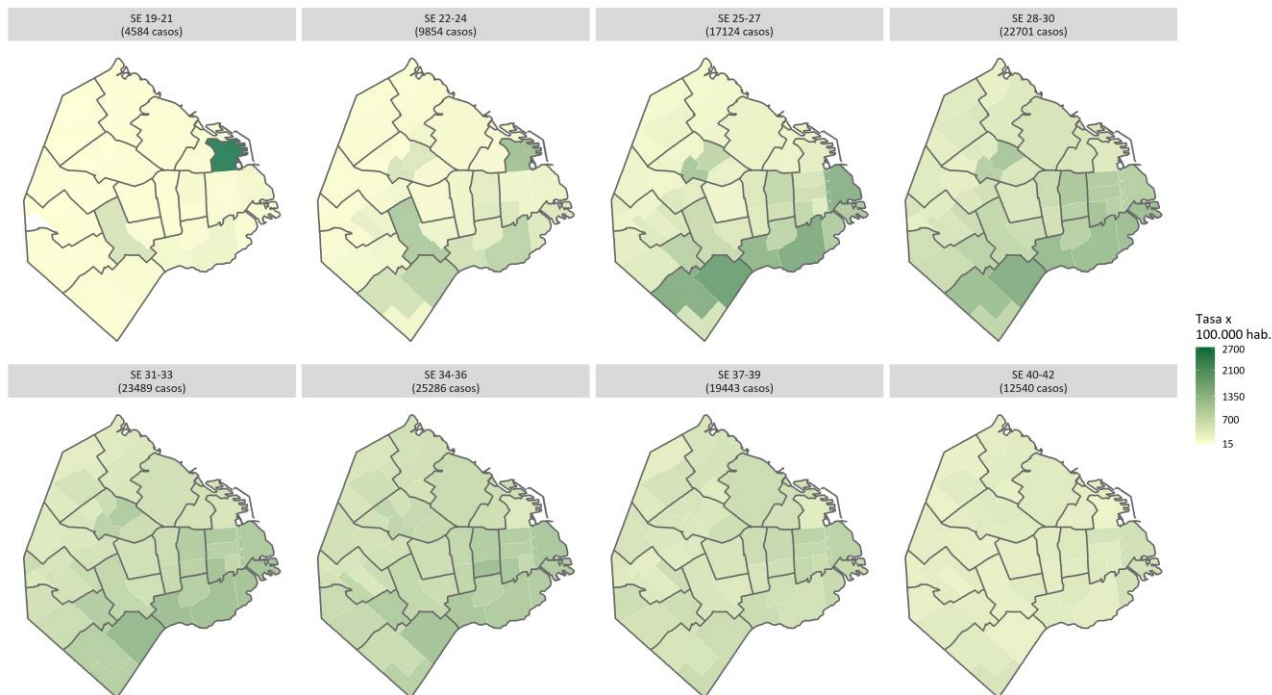 SE 19-21
(4584 casos)
SE 22-24
(9854 casos)
SE 25-27
(17124 casos)
SE 28-30
(22701 casos)
Tasa x
100.000 hab.
2700
2100
1350
700
15
SE 31-33
(23489 casos)
SE 34-36
(25286 casos)
SE 37-39
(19443 casos)
SE 40-42
(12540 casos)